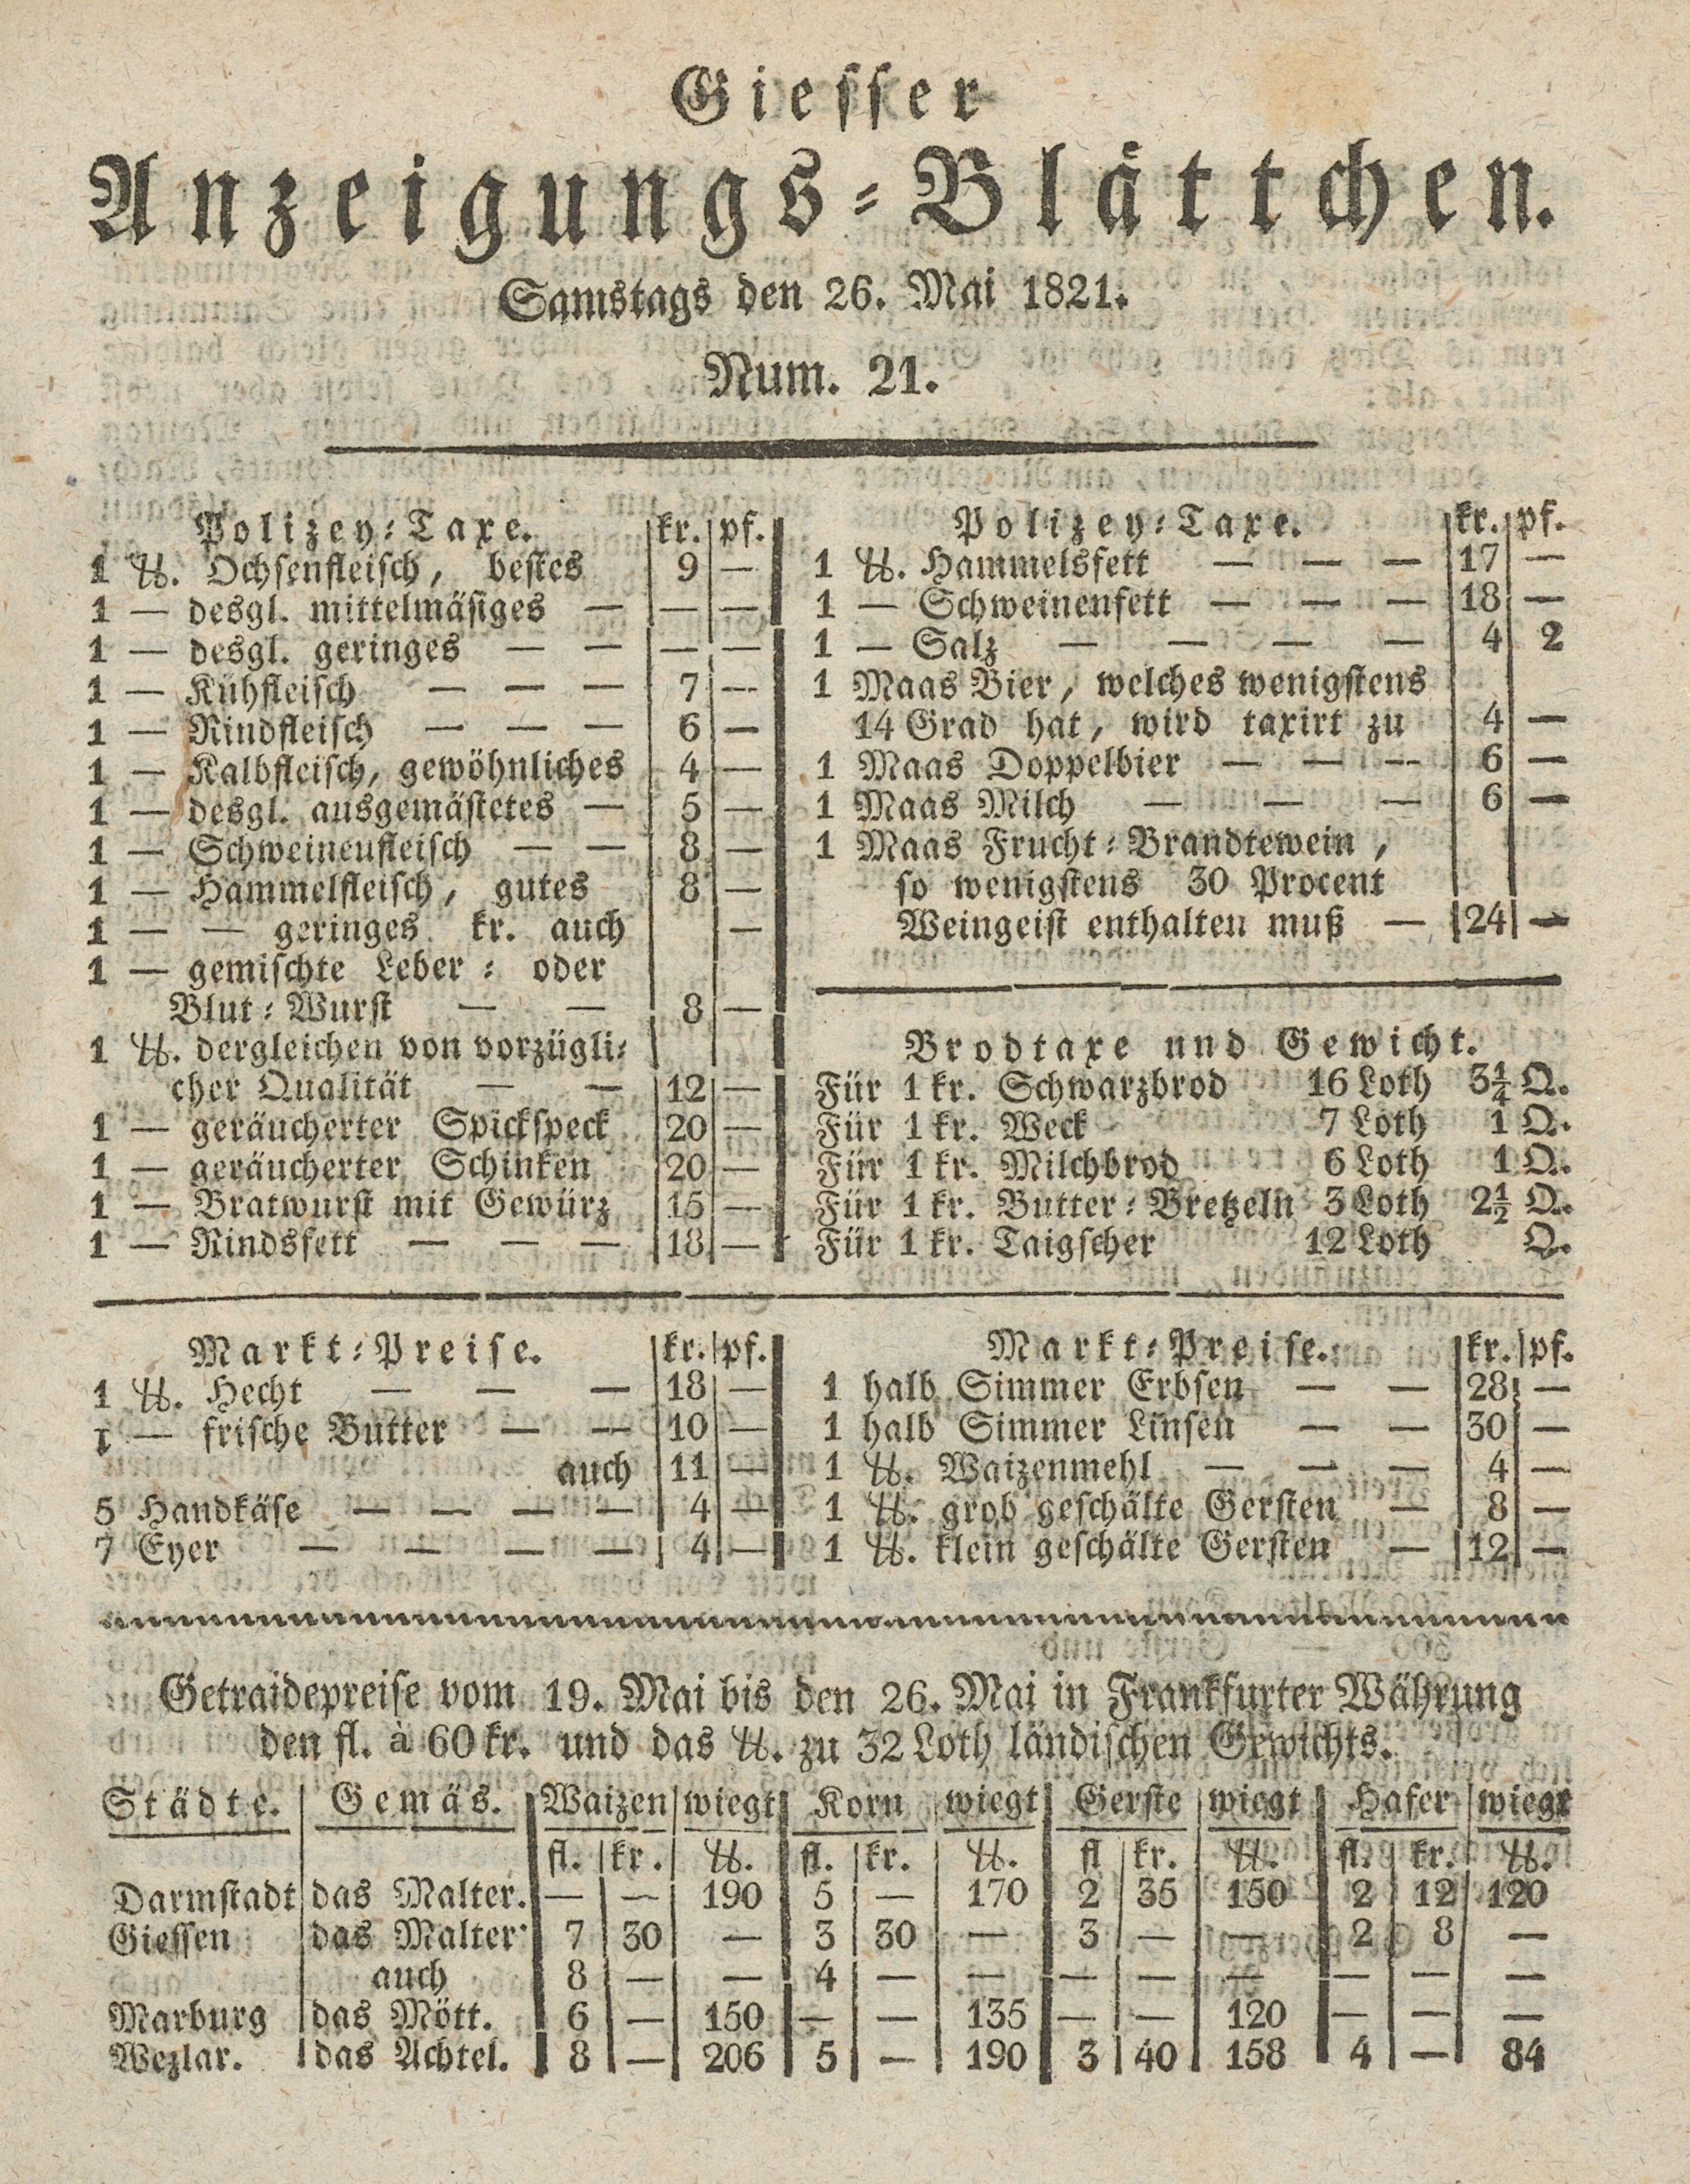 Giesser
Anzeigungs-Blättchen.
Samstags den 26. Mai 1821.
Num. 21.
Polizey-Taxe. kr. pf.
1 ℔. Ochsenfleisch, bestes 9 —
1 — desgl. mittelmäsiges — — —
1 — desgl. geringes — — — —
1 — Kühfleisch — — — 7 —
1 — Rindfleisch — — — 6 —
1 — Kalbfleisch, gewöhnliches 4 —
1 — desgl. ausgemästetes — 5 —
1 — Schweinenfleisch — — 8 —
1 — Hammelfleisch, gutes 8 —
1 — — geringes kr. auch —
1 — gemischte Leber- oder
Blut-Wurst — — 8 —
1 ℔. dergleichen von vorzügli-
cher Qualität — — 12 —
1 — geräucherter Spickspeck 20 —
1 — geräucherter Schinken 20 —
1 — Bratwurst mit Gewürz 15 —
1 — Rindsfett — — — 18 —
Polizey-Taxe. kr. pf.
1 ℔. Hammelsfett — — — 17 —
1 — Schweinenfett — — — 18 —
1 — Salz — — — — 4 2
1 Maas Bier, welches wenigstens
14 Grad hat, wird taxirt zu 4 —
1 Maas Doppelbier — — — 6 —
1 Maas Milch — — — 6 —
1 Maas Frucht-Brandtewein,
so wenigstens 30 Procent
Weingeist enthalten muß — 24 —
Brodtaxe und Gewicht.
Für 1 kr. Schwarzbrod 16 Loth 3¼ Q.
Für 1 kr. Weck 7 Loth 1 Q.
Für 1 kr. Milchbrod 6 Loth 1 Q.
Für 1 kr. Butter-Bretzeln 3 Loth 2½ Q.
Für 1 kr. Taigscher 12 Loth Q.
Markt-Preise. kr. pf.
1 ℔. Hecht — — — 18 —
1 — frische Butter — — 10 —
auch 11 —
5 Handkäse — — — — 4 —
7 Eyer — — — — 4 —
Markt-Preise. kr. pf.
1 halb Simmer Erbsen — — 28 —
1 halb Simmer Linsen — — 30 —
1 ℔. Waizenmehl — — — 4 —
1 ℔. grob geschälte Gersten — 8 —
1 ℔. klein geschälte Gersten — 12 —
Getraidepreise vom 19. Mai bis den 26. Mai in Frankfurter Währung
den fl. à 60 kr. und das ℔. zu 32 Loth ländischen Gewichts.
Städte. Gemäs. Waizen wiegt Korn wiegt Gerste wiegt Hafer wiegt
fl. kr. ℔. fl. kr. ℔. fl kr. ℔. fl. kr. ℔.
Darmstadt das Malter. — — 190 5 — 170 2 35 150 2 12 120
Giessen das Malter 7 30 — 3 30 — 3 — — 2 8 —
auch 8 — — 4 — — — — — — — —
Marburg das Mött. 6 — 150 — — 135 — — 120 — — —
Wezlar. das Achtel. 8 — 206 5 — 190 3 40 158 4 — 84